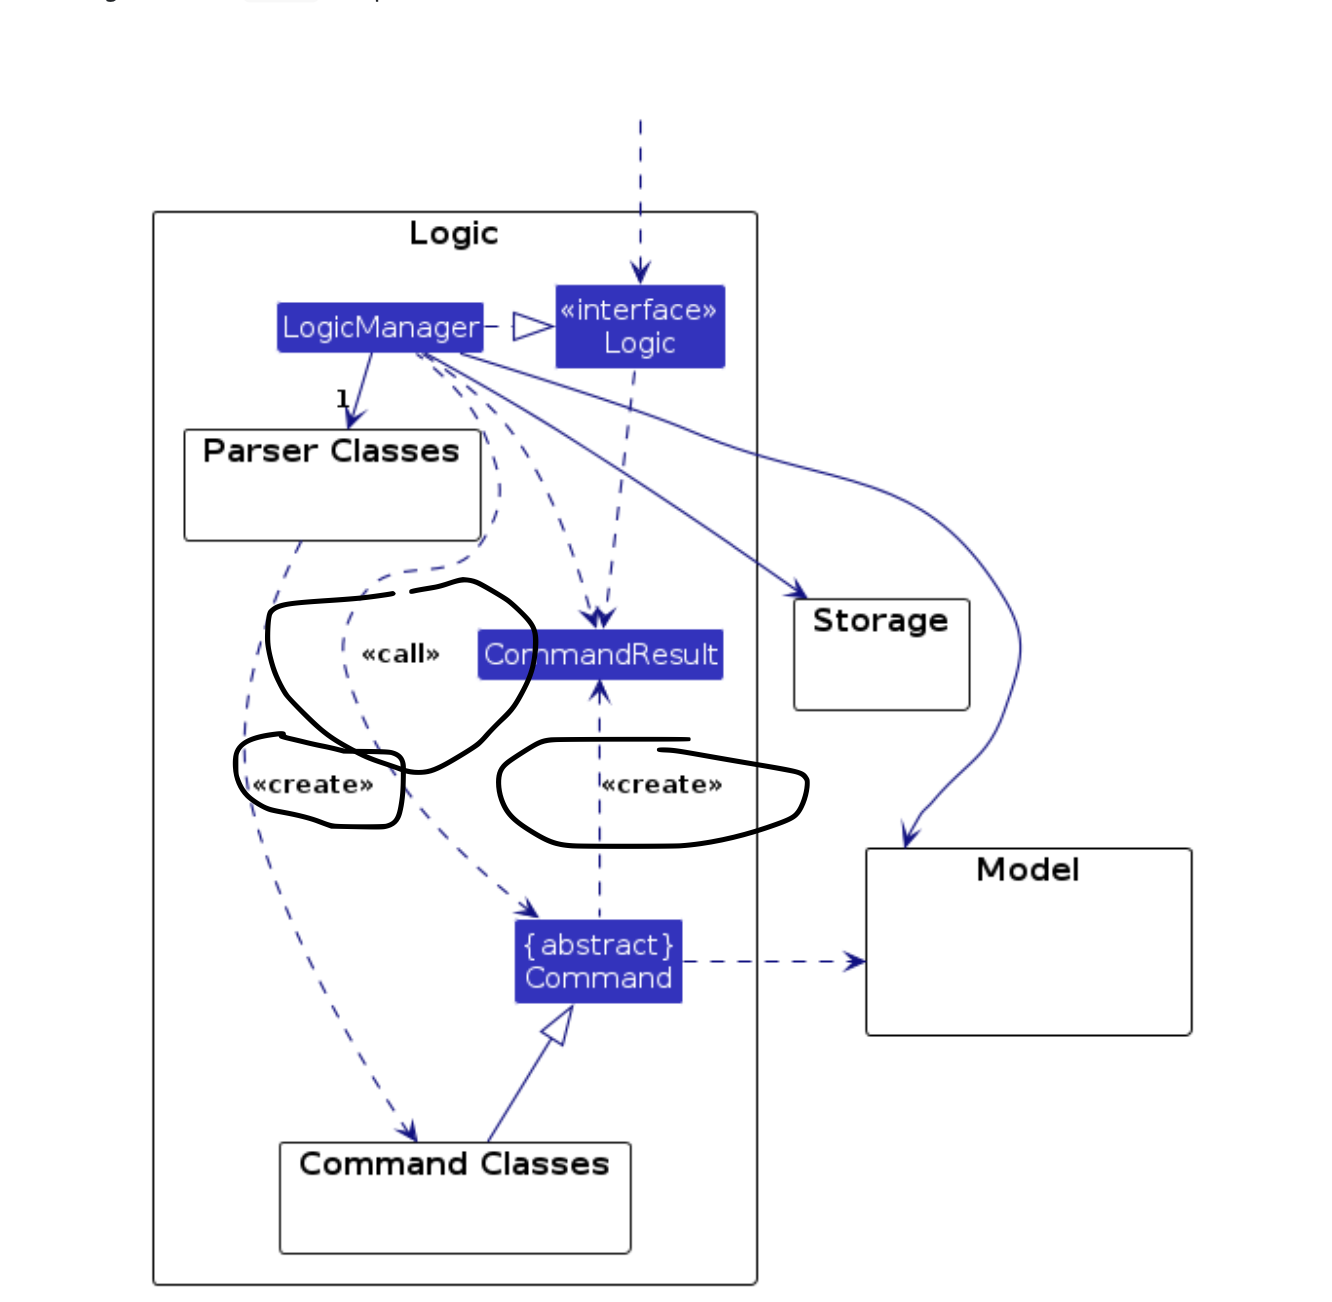 Logic
LogicManager
«interface»
Logic
1
Parser Classes
Storage
«call»
CommandResult
«create»
«create»
Model
{abstract}
Command
Command Classes